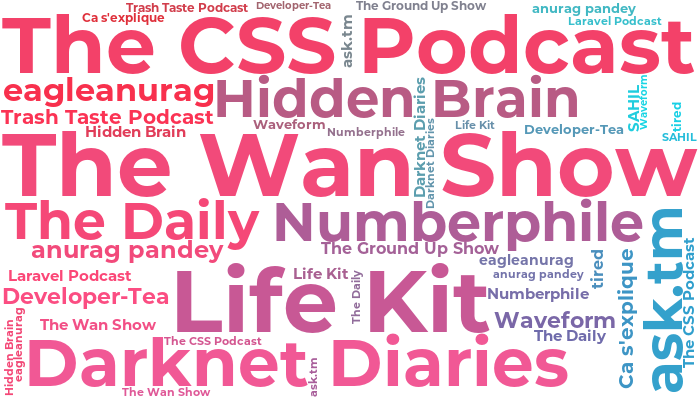 Trash Taste Podcast
Developer-Tea
The Ground Up Show
anurag pandey
Ca s'explique
ask.tm
Laravel Podcast
The CSS Podcast
eagleanurag
Hidden Brain
Darknet Diaries
SAHIL
Waveform
Trash Taste Podcast
Hidden Brain
Waveform
Numberphile
Darknet Diaries
Life Kit
Developer-Tea
tired
SAHIL
The Wan Show
The Daily
Numberphile
ask.tm
anurag pandey
The Ground Up Show
The CSS Podcast
Ca s'explique
tired
eagleanurag
Laravel Podcast
Life Kit
Life Kit
The Daily
anurag pandey
Developer-Tea
Numberphile
The Wan Show
Waveform
Hidden Brain
eagleanurag
The CSS Podcast
The Daily
Darknet Diaries
ask.tm
The Wan Show